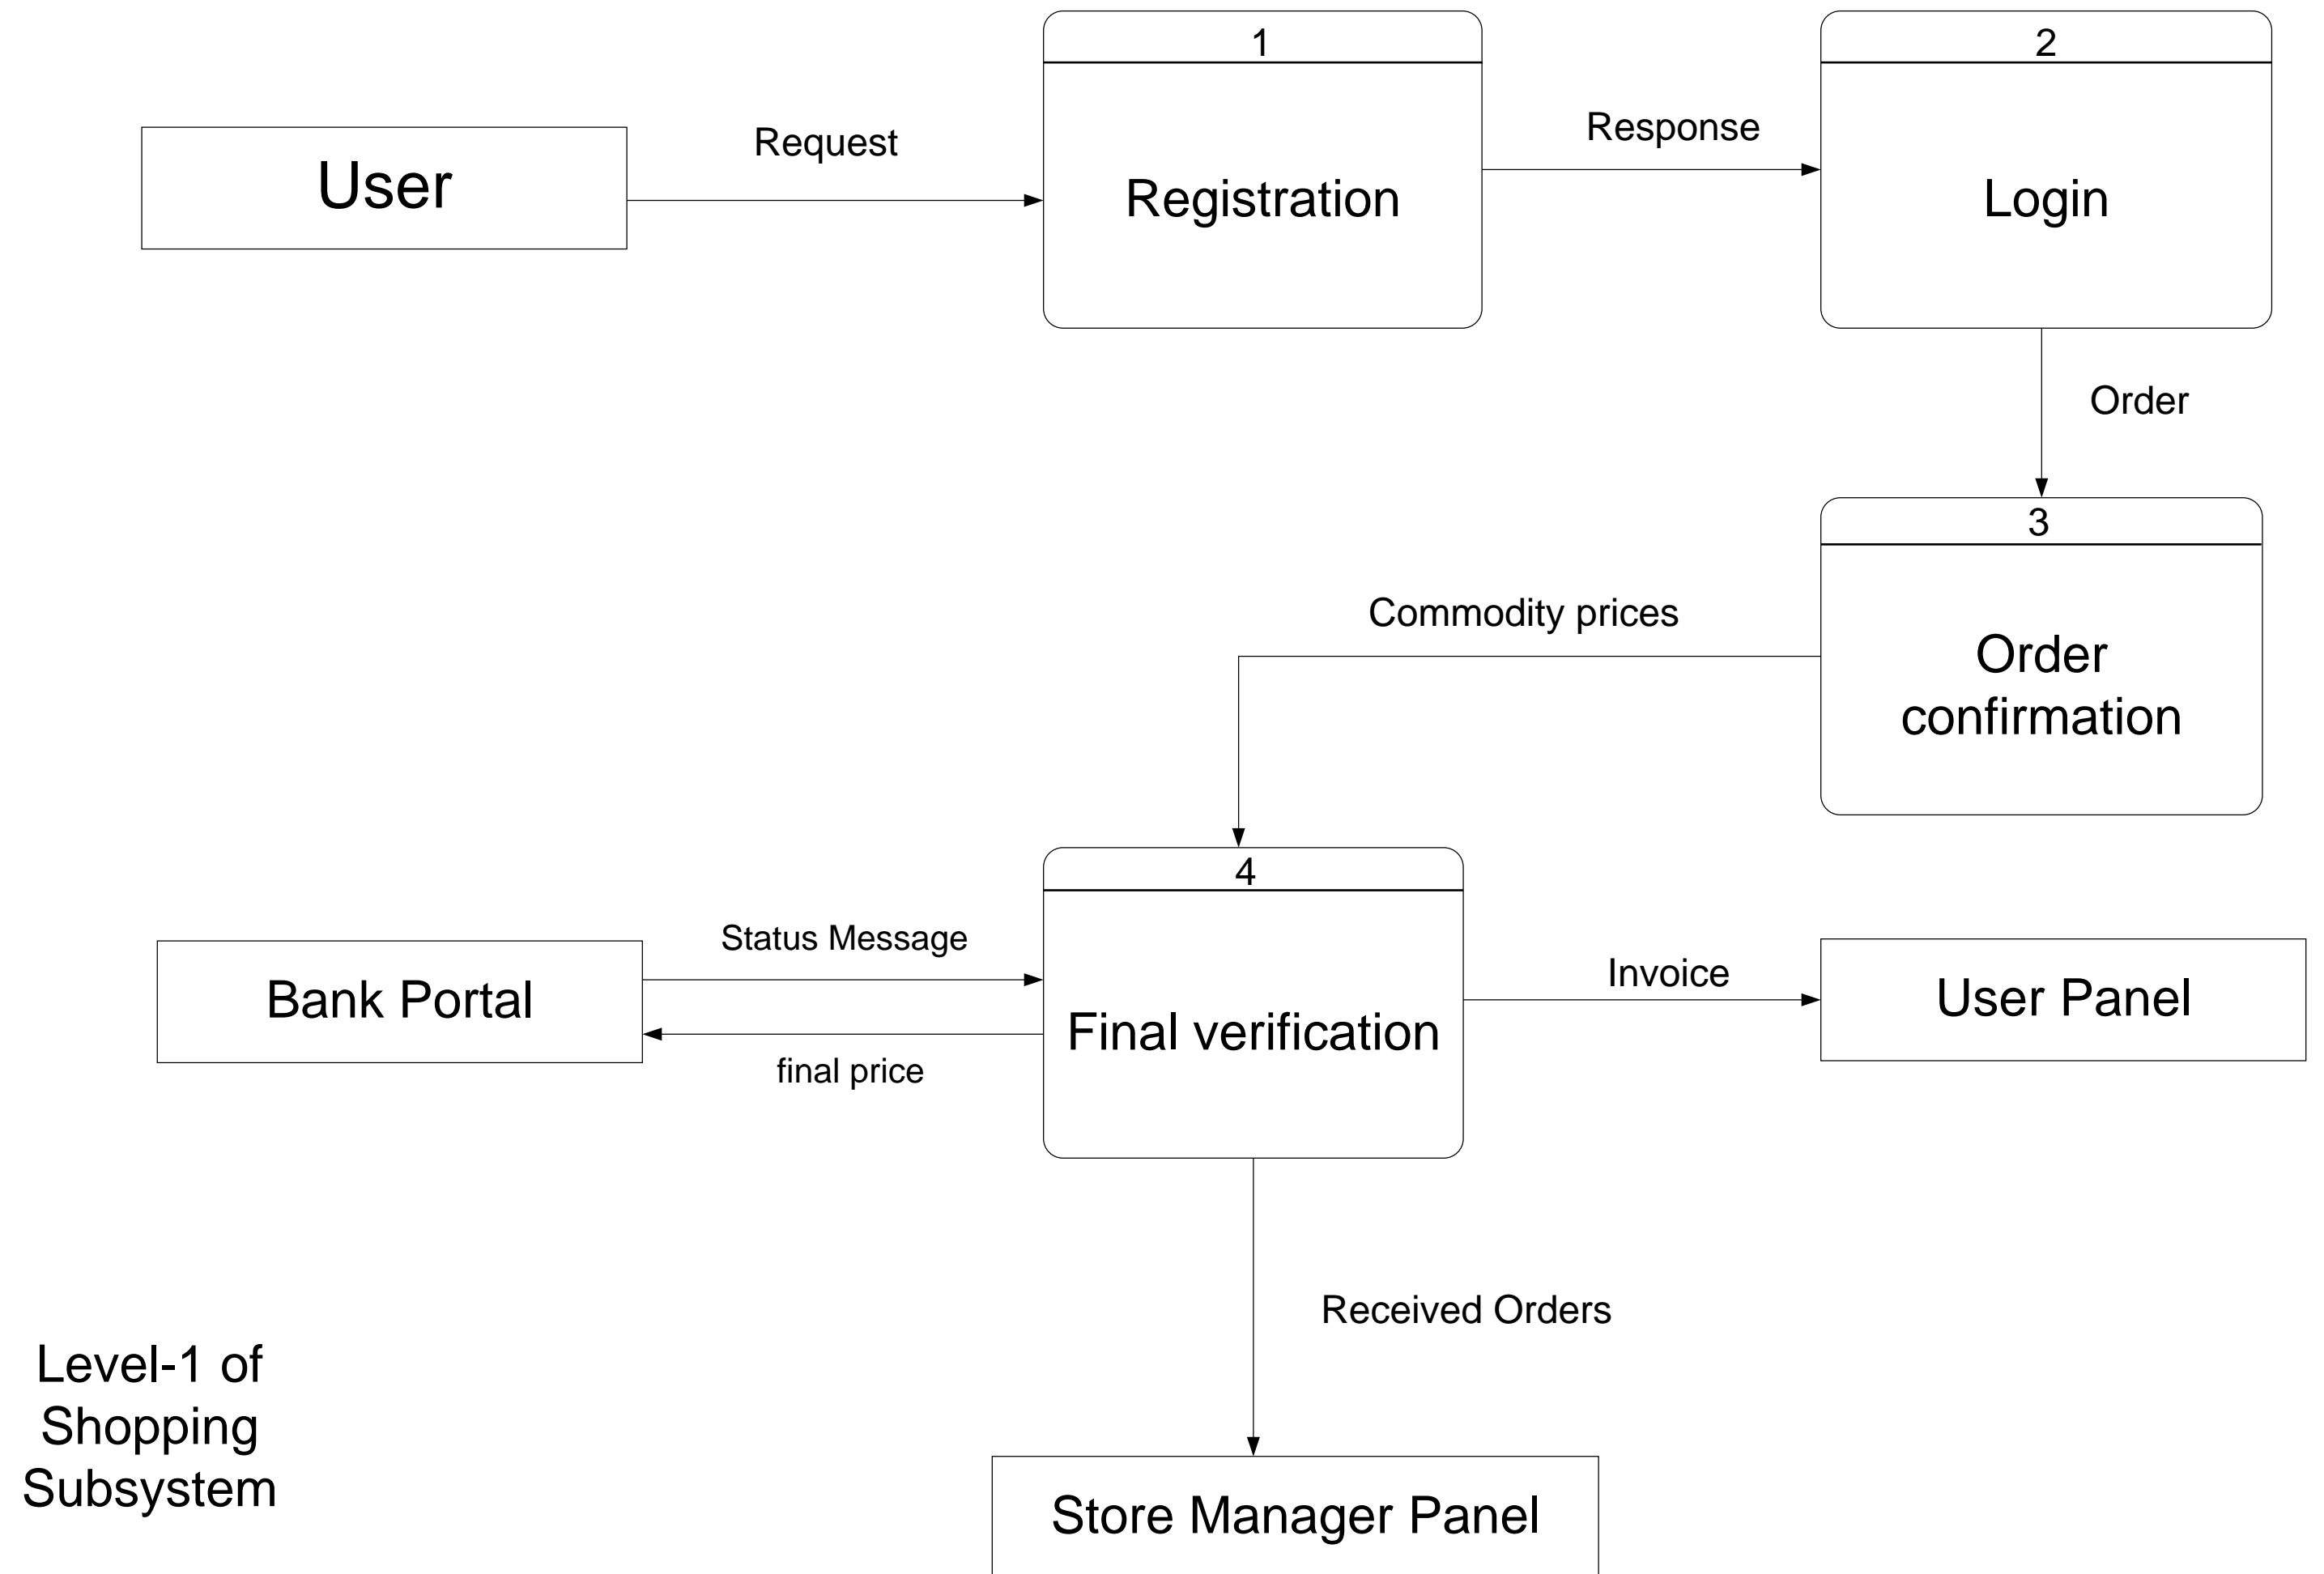 1
2
User
Request
Registration
Response
Login
Order
3
Commodity prices
Order
confirmation
4
Bank Portal
Status Message
final price
Final verification
Invoice
User Panel
Received Orders
Level-1 of
Shopping
Subsystem
Store Manager Panel